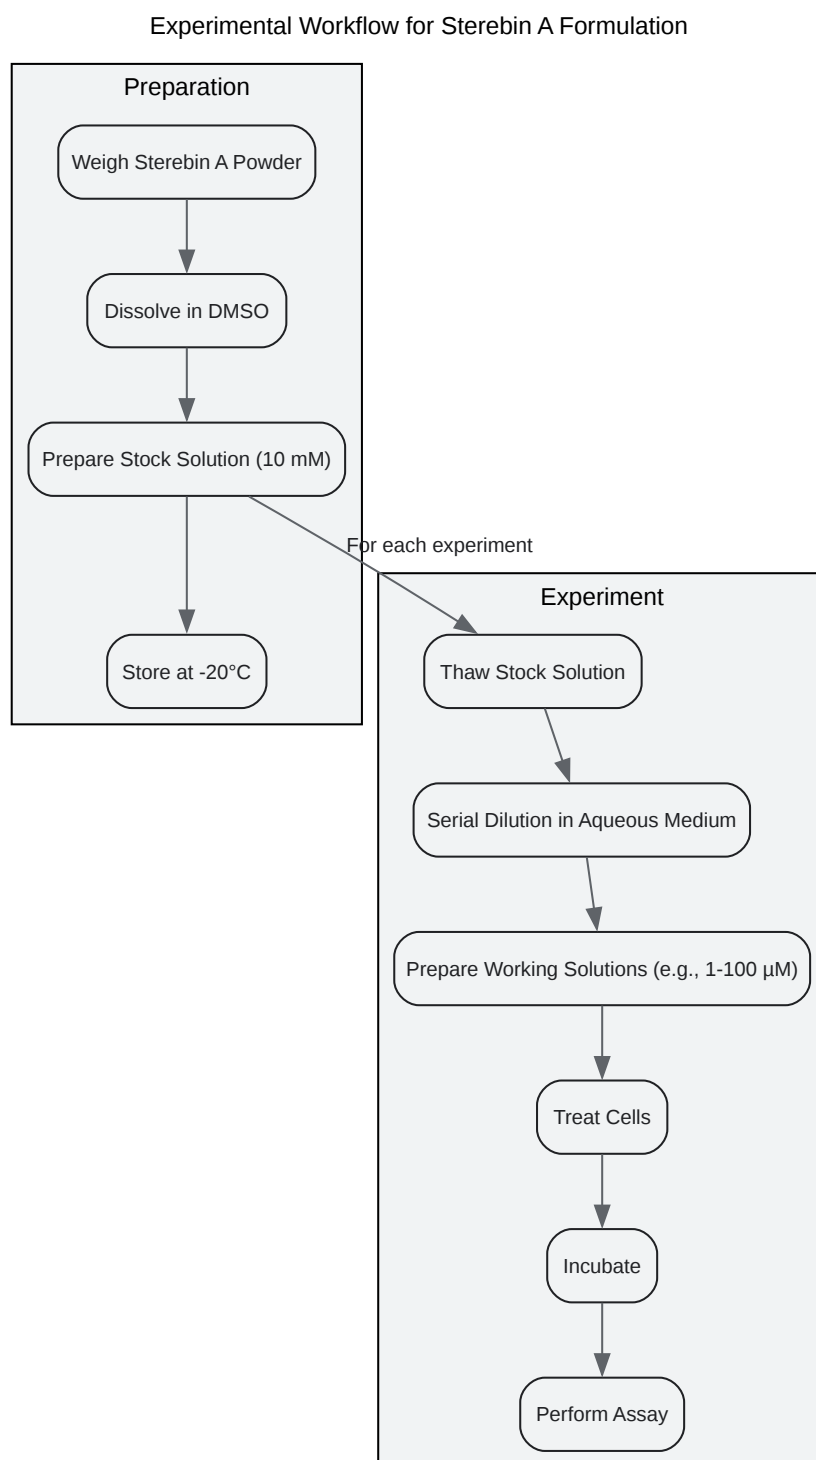 Experimental Workflow for Sterebin A Formulation
Preparation
Weigh Sterebin A Powder
Dissolve in DMSO
Prepare Stock Solution (10 mM)
For each experiment
Store at -20°C
Experiment
Thaw Stock Solution
Serial Dilution in Aqueous Medium
Prepare Working Solutions (e.g., 1-100 µM)
Treat Cells
Incubate
Perform Assay